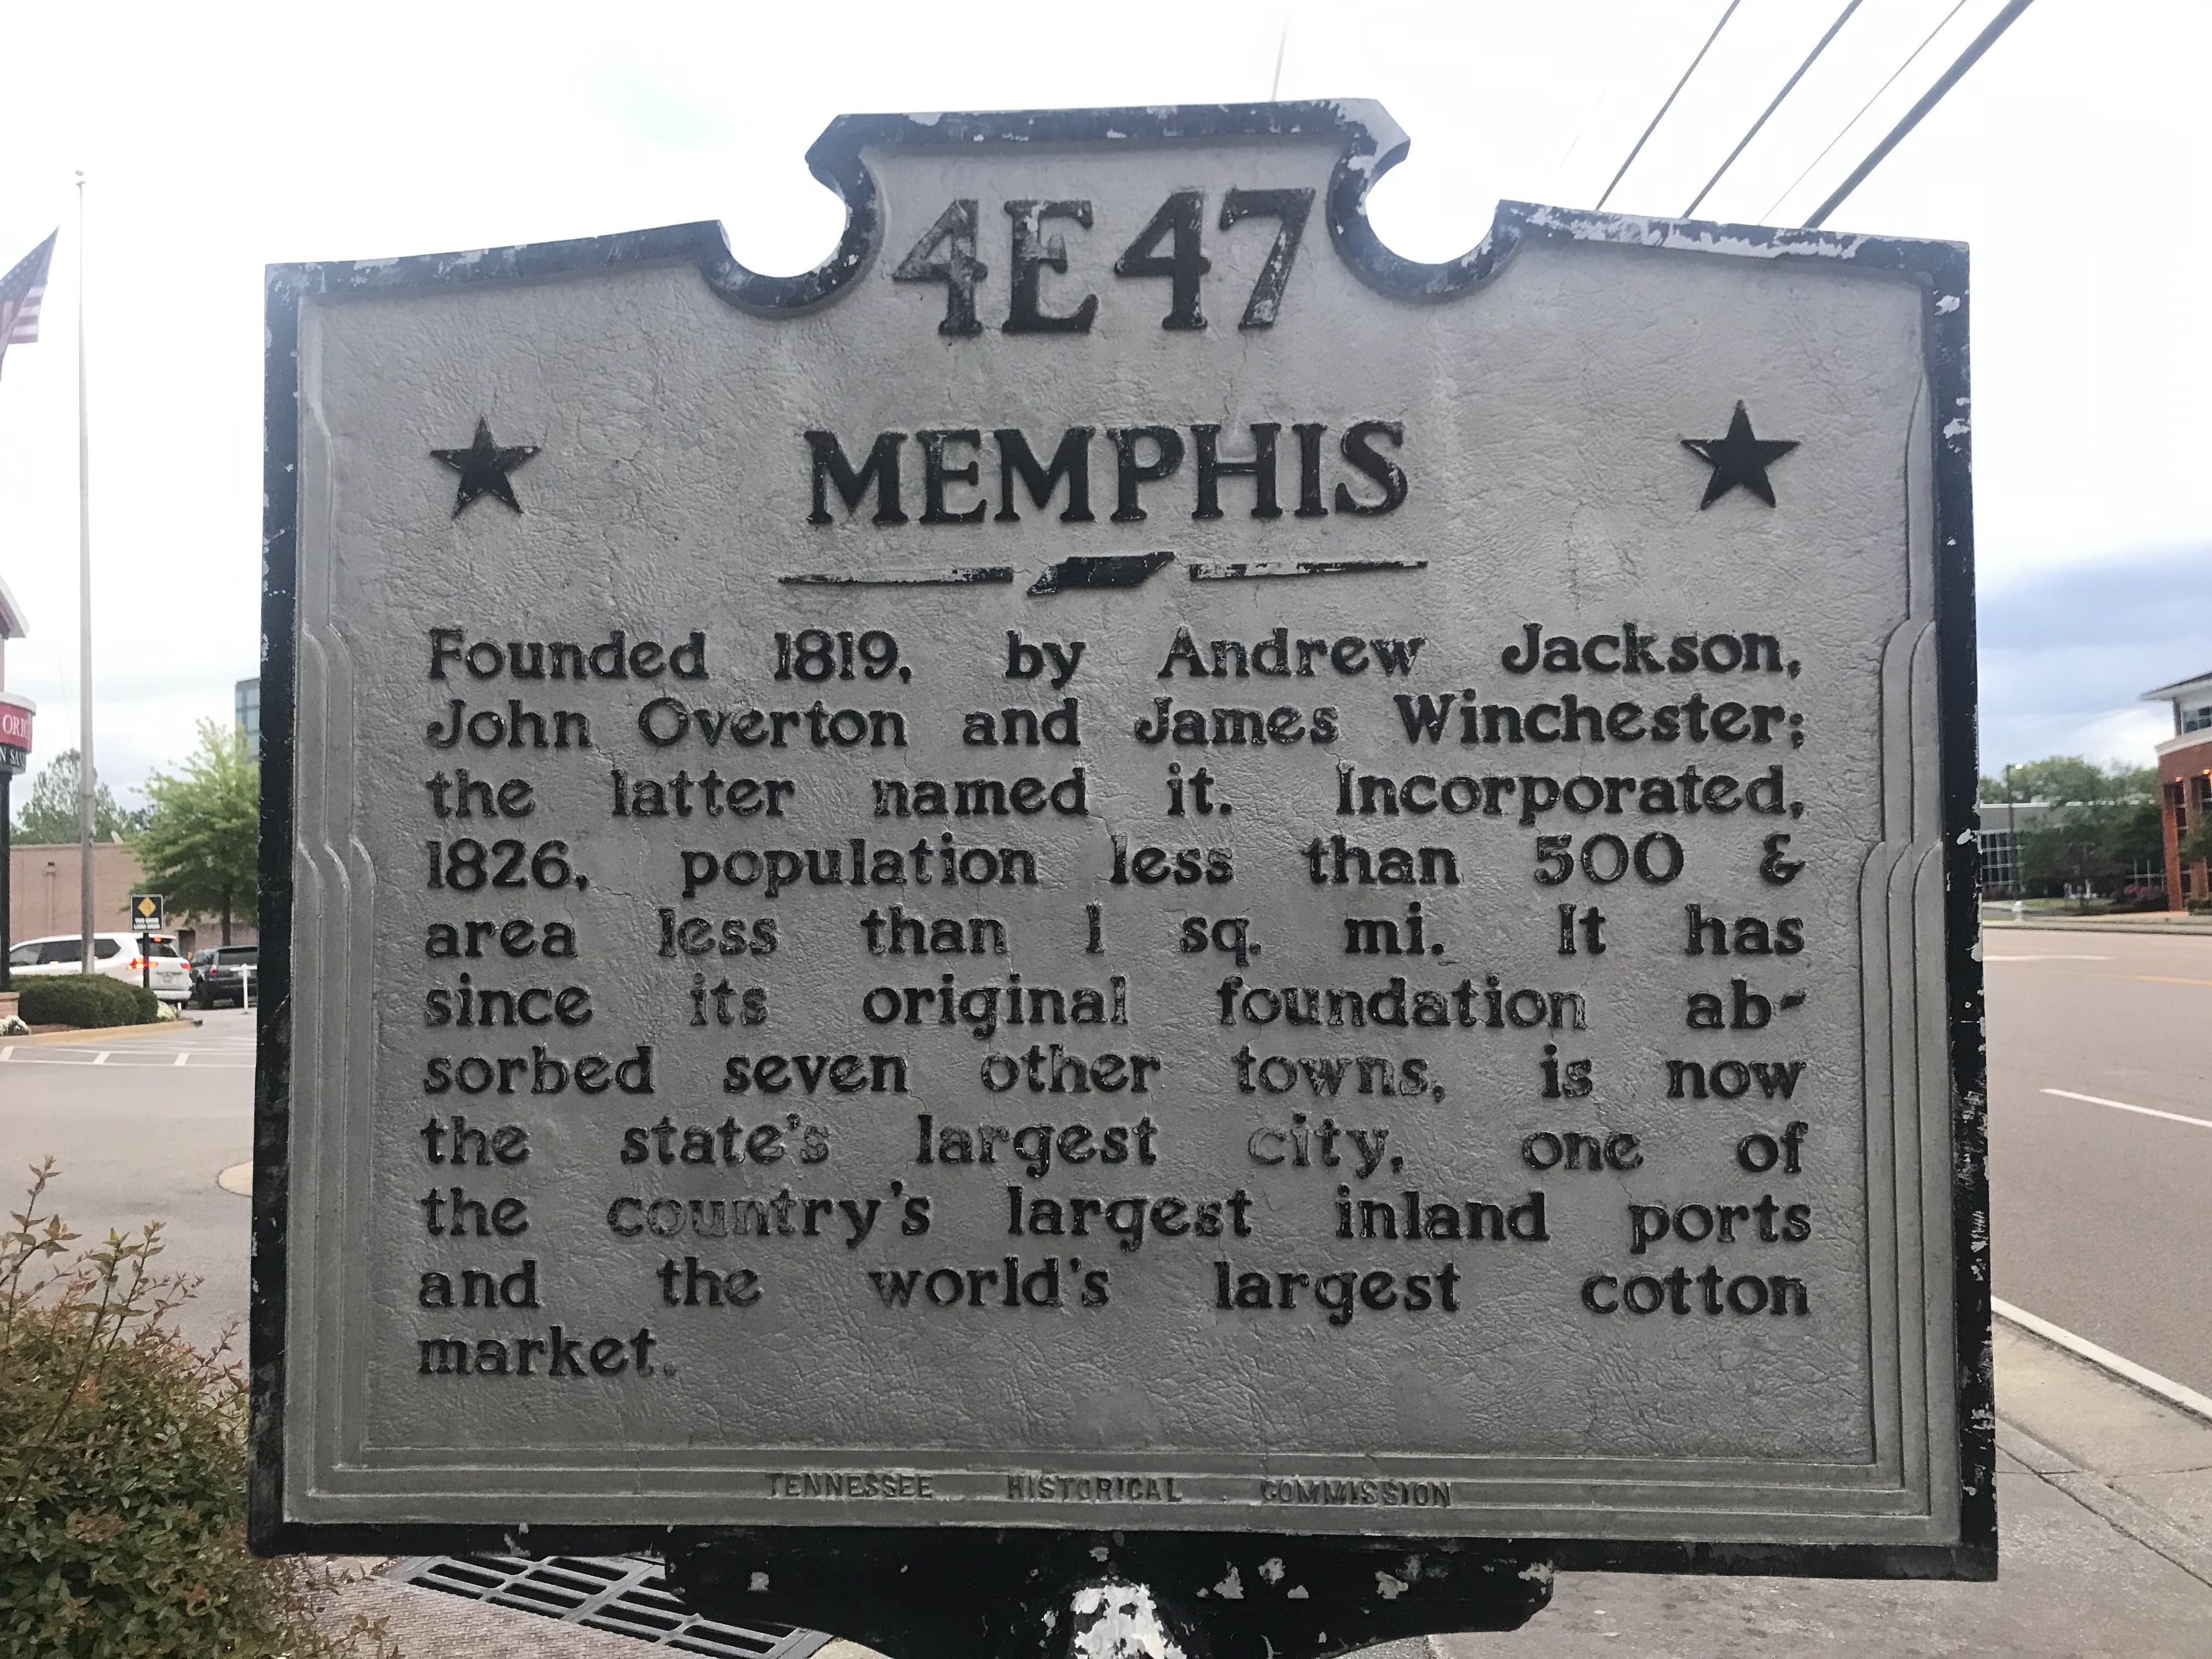 4E 47
MEMPHIS
Founded 1819, by Andrew Jackson,
John Overton and James Winchester;
the latter named it. Incorporated,
1826, population less than 500 &
area less than 1 sq. mi. It has
since its original foundation ab-
sorbed seven other towns, is now
the state's largest city, one of
the country's largest inland ports
and the world's largest cotton
market.
TENNESSEE HISTORICAL COMMISSION